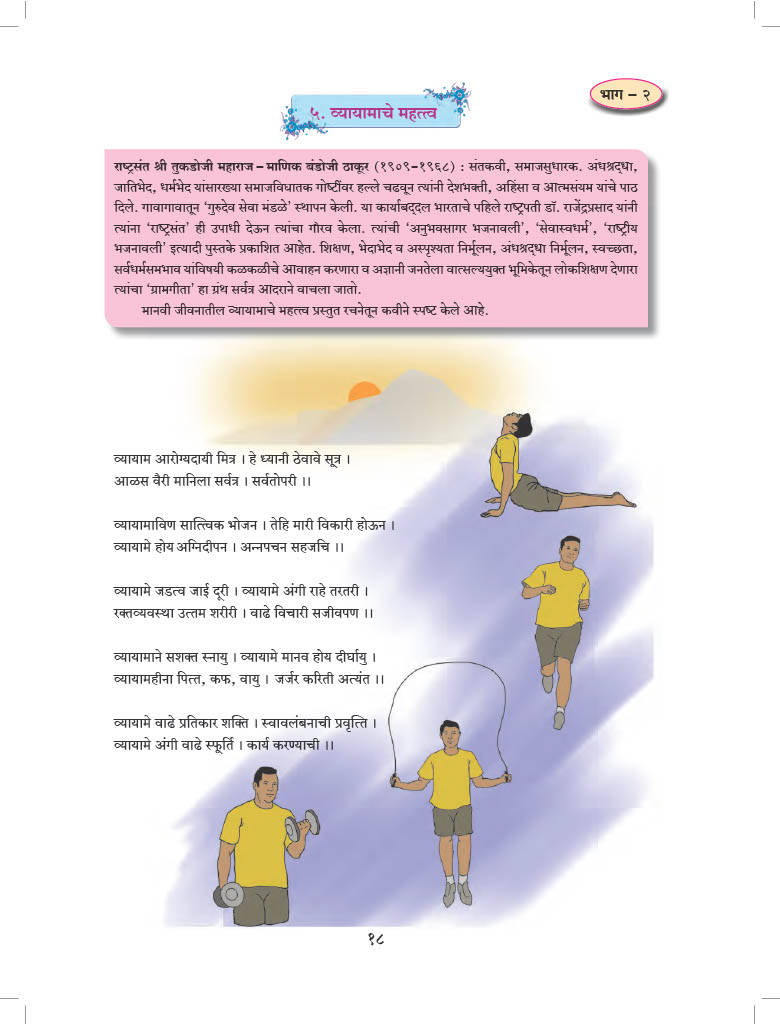 भाग – २
५. व्यायामाचे महत्त्व
राष्ट्रसंत श्री तुकडोजी महाराज – माणिक बंडोजी ठाकूर (१९०९-१९६८) : संतकवी, समाजसुधारक. अंधश्रद्धा,
जातिभेद, धर्मभेद यांसारख्या समाजविघातक गोष्टींवर हल्ले चढवून त्यांनी देशभक्ती, अहिंसा व आत्मसंयम यांचे पाठ
दिले. गावागावातून ‘गुरुदेव सेवा मंडळे’ स्थापन केली. या कार्याबद्दल भारताचे पहिले राष्ट्रपती डॉ. राजेंद्रप्रसाद यांनी
त्यांना ‘राष्ट्रसंत’ ही उपाधी देऊन त्यांचा गौरव केला. त्यांची ‘अनुभवसागर भजनावली’, ‘सेवास्वधर्म’, ‘राष्ट्रीय
भजनावली’ इत्यादी पुस्तके प्रकाशित आहेत. शिक्षण, भेदाभेद व अस्पृश्यता निर्मूलन, अंधश्रद्धा निर्मूलन, स्वच्छता,
सर्वधर्मसमभाव यांविषयी कळकळीचे आवाहन करणारा व अज्ञानी जनतेला वात्सल्ययुक्त भूमिकेतून लोकशिक्षण देणारा
त्यांचा ‘ग्रामगीता’ हा ग्रंथ सर्वत्र आदराने वाचला जातो.
मानवी जीवनातील व्यायामाचे महत्त्व प्रस्तुत रचनेतून कवीने स्पष्ट केले आहे.
व्यायाम आरोग्यदायी मित्र । हे ध्यानी ठेवावे सूत्र ।
आळस वैरी मानिला सर्वत्र । सर्वतोपरी ।।
व्यायामाविण सात्त्विक भोजन । तेहि मारी विकारी होऊन ।
व्यायामे होय अग्निदीपन । अन्नपचन सहजचि ।।
व्यायामे जडत्व जाई दूरी । व्यायामे अंगी राहे तरतरी ।
रक्तव्यवस्था उत्तम शरीरी । वाढे विचारी सजीवपण ।।
व्यायामाने सशक्त स्नायु । व्यायामे मानव होय दीर्घायु ।
व्यायामहीना पित्त, कफ, वायु । जर्जर करिती अत्यंत ।।
व्यायामे वाढे प्रतिकार शक्ति । स्वावलंबनाची प्रवृत्ति ।
व्यायामे अंगी वाढे स्फूर्ति । कार्य करण्याची ।।
१८